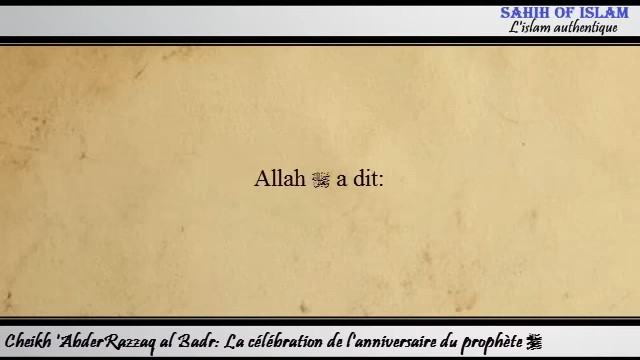 SAHIH OF ISLAM
L'islam authentique
Allah ﷻ a dit:
Cheikh 'AbderRazzaq al Badr: La célébration de l'anniversaire du prophète ﷺ